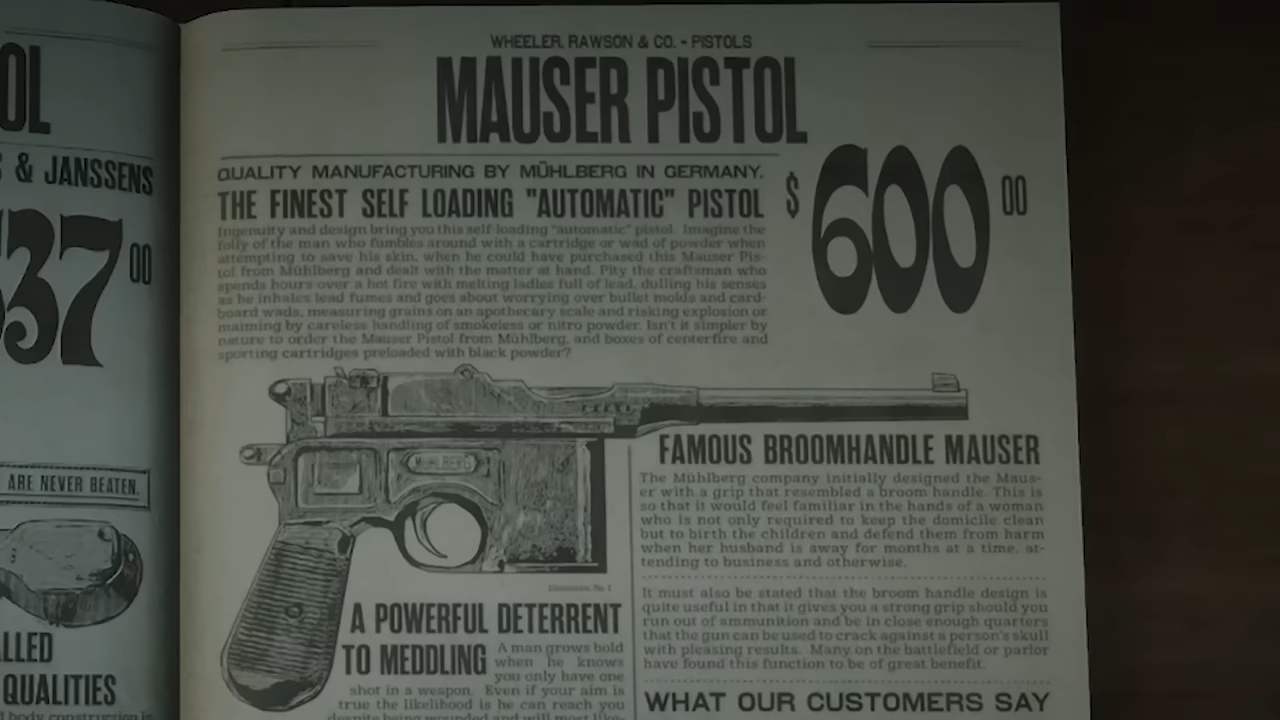 OL
S & JANSSENS
37 00
ARE NEVER BEATEN.
LLED
QUALITIES
d body construction is
WHEELER, RAWSON & CO. - PISTOLS
MAUSER PISTOL
QUALITY MANUFACTURING BY MÜHLBERG IN GERMANY.
THE FINEST SELF LOADING "AUTOMATIC" PISTOL
$ 600 00
Ingenuity and design bring you this self-loading "automatic" pistol. Imagine the
folly of the man who fumbles around with a cartridge or wad of powder when
attempting to save his skin, when he could have purchased this Mauser Pis-
tol from Mühlberg and dealt with the matter at hand. Pity the craftsman who
spends hours over a hot fire with melting ladles full of lead, dulling his senses
as he inhales lead fumes and goes about worrying over bullet molds and card-
board wads, measuring grains on an apothecary scale and risking explosion or
maiming by careless handling of smokeless or nitro powder. Isn't it simpler by
nature to order the Mauser Pistol from Mühlberg, and boxes of centerfire and
sporting cartridges preloaded with black powder?
MÜHLBERG
Illustration No. 1
A POWERFUL DETERRENT
TO MEDDLING
A man grows bold
when he knows
you only have one
shot in a weapon. Even if your aim is
true the likelihood is he can reach you
despite being wounded and will most like-
FAMOUS BROOMHANDLE MAUSER
The Mühlberg company initially designed the Maus-
er with a grip that resembled a broom handle. This is
so that it would feel familiar in the hands of a woman
who is not only required to keep the domicile clean
but to birth the children and defend them from harm
when her husband is away for months at a time, at-
tending to business and otherwise.
It must also be stated that the broom handle design is
quite useful in that it gives you a strong grip should you
run out of ammunition and be in close enough quarters
that the gun can be used to crack against a person's skull
with pleasing results. Many on the battlefield or parlor
have found this function to be of great benefit.
WHAT OUR CUSTOMERS SAY